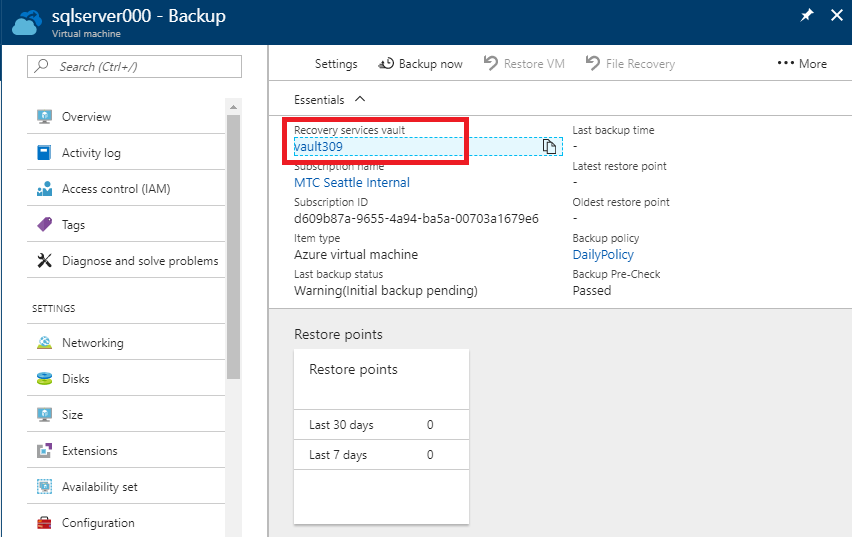 sqlserver000 - Backup
Virtual machine
Search (Ctrl+/)
Overview
Activity log
Access control (IAM)
Tags
Diagnose and solve problems
SETTINGS
Networking
Disks
Size
Extensions
Availability set
Configuration
Settings
Backup now
Restore VM
File Recovery
More
Essentials
Recovery services vault
vault309
Subscription name
MTC Seattle Internal
Subscription ID
d609b87a-9655-4a94-ba5a-00703a1679e6
Item type
Azure virtual machine
Last backup status
Warning(Initial backup pending)
Last backup time
-
Latest restore point
-
Oldest restore point
-
Backup policy
DailyPolicy
Backup Pre-Check
Passed
Restore points
Restore points
Last 30 days 0
Last 7 days 0